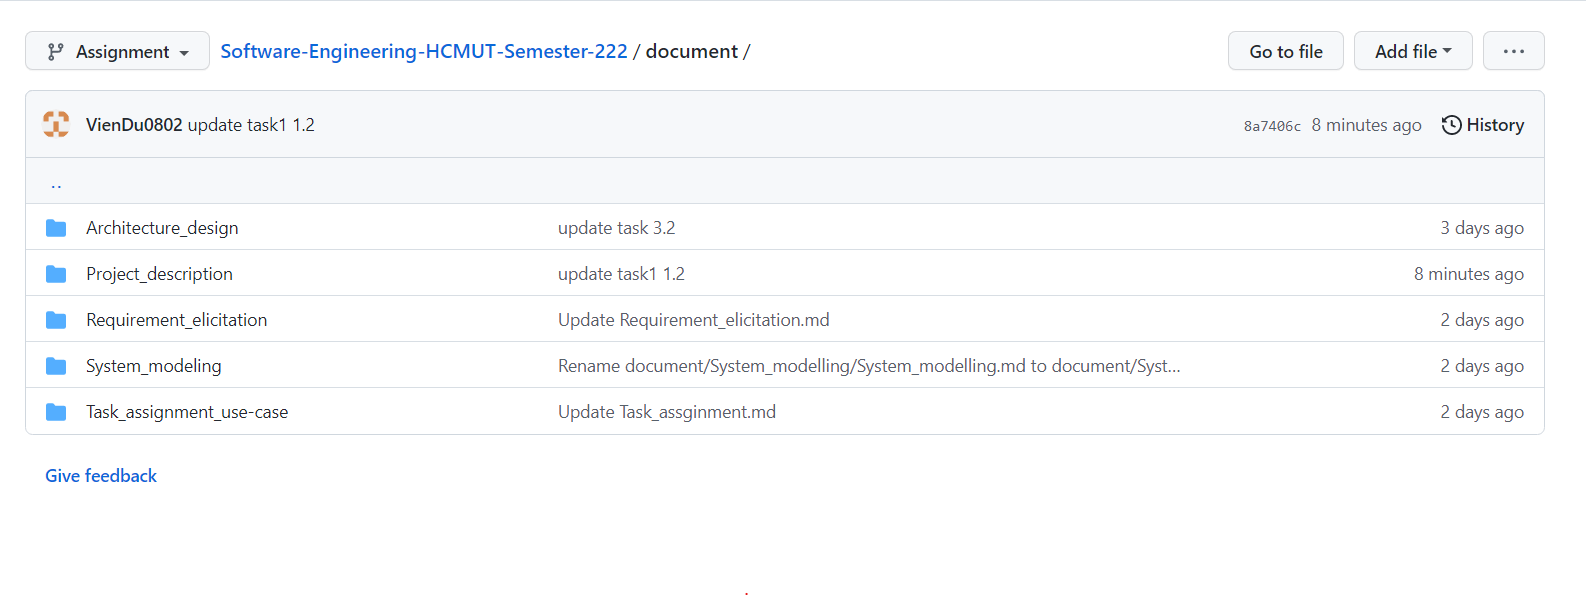 Assignment Software-Engineering-HCMUT-Semester-222 / document / Go to file Add file ...
VienDu0802 update task1 1.2 8a7406c 8 minutes ago History
..
Architecture_design update task 3.2 3 days ago
Project_description update task1 1.2 8 minutes ago
Requirement_elicitation Update Requirement_elicitation.md 2 days ago
System_modeling Rename document/System_modelling/System_modelling.md to document/Syst... 2 days ago
Task_assignment_use-case Update Task_assginment.md 2 days ago
Give feedback